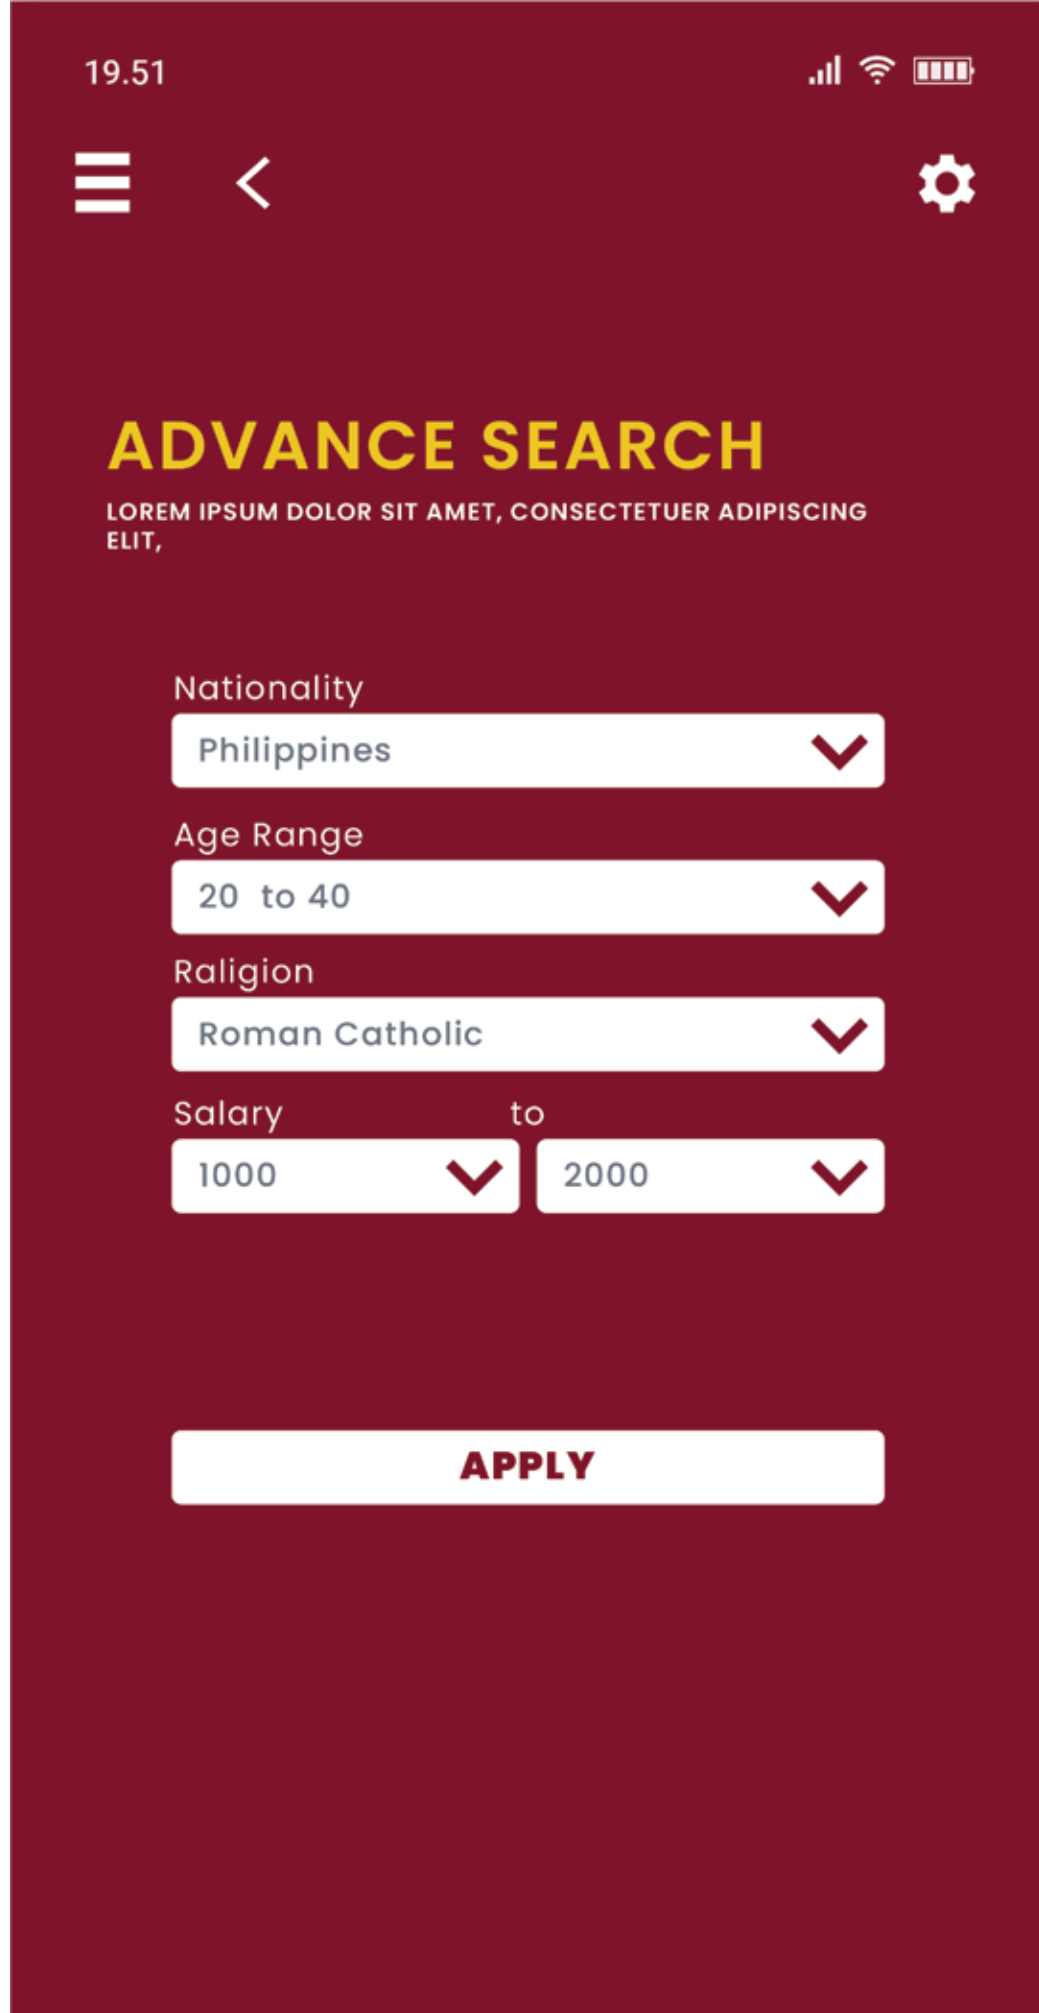 19.51
ADVANCE SEARCH
LOREM IPSUM DOLOR SIT AMET, CONSECTETUER ADIPISCING
ELIT,
Nationality
Philippines
Age Range
20 to 40
Raligion
Roman Catholic
Salary to
1000 2000
APPLY